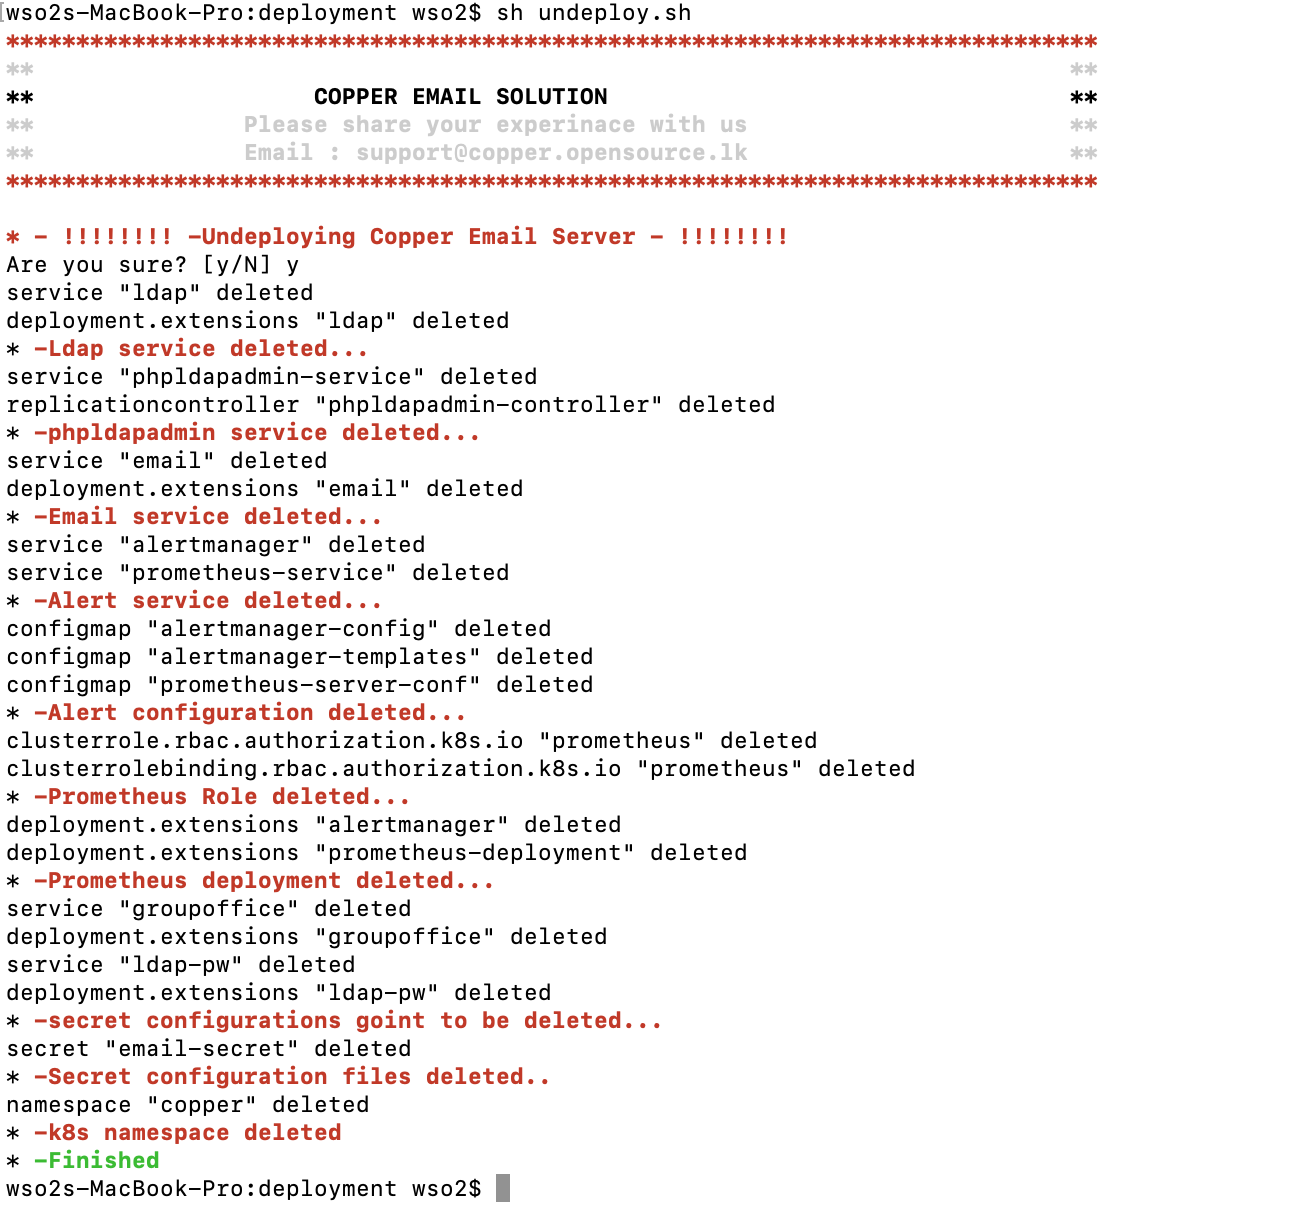 wso2s-MacBook-Pro:deployment wso2$ sh undeploy.sh
******************************************************************************
**                                                                          **
**                    COPPER EMAIL SOLUTION                                 **
**               Please share your experinace with us                       **
**               Email : support@copper.opensource.lk                       **
******************************************************************************
* - !!!!!!!! -Undeploying Copper Email Server - !!!!!!!!
Are you sure? [y/N] y
service "ldap" deleted
deployment.extensions "ldap" deleted
* -Ldap service deleted...
service "phpldapadmin-service" deleted
replicationcontroller "phpldapadmin-controller" deleted
* -phpldapadmin service deleted...
service "email" deleted
deployment.extensions "email" deleted
* -Email service deleted...
service "alertmanager" deleted
service "prometheus-service" deleted
* -Alert service deleted...
configmap "alertmanager-config" deleted
configmap "alertmanager-templates" deleted
configmap "prometheus-server-conf" deleted
* -Alert configuration deleted...
clusterrole.rbac.authorization.k8s.io "prometheus" deleted
clusterrolebinding.rbac.authorization.k8s.io "prometheus" deleted
* -Prometheus Role deleted...
deployment.extensions "alertmanager" deleted
deployment.extensions "prometheus-deployment" deleted
* -Prometheus deployment deleted...
service "groupoffice" deleted
deployment.extensions "groupoffice" deleted
service "ldap-pw" deleted
deployment.extensions "ldap-pw" deleted
* -secret configurations goint to be deleted...
secret "email-secret" deleted
* -Secret configuration files deleted..
namespace "copper" deleted
* -k8s namespace deleted
* -Finished
wso2s-MacBook-Pro:deployment wso2$